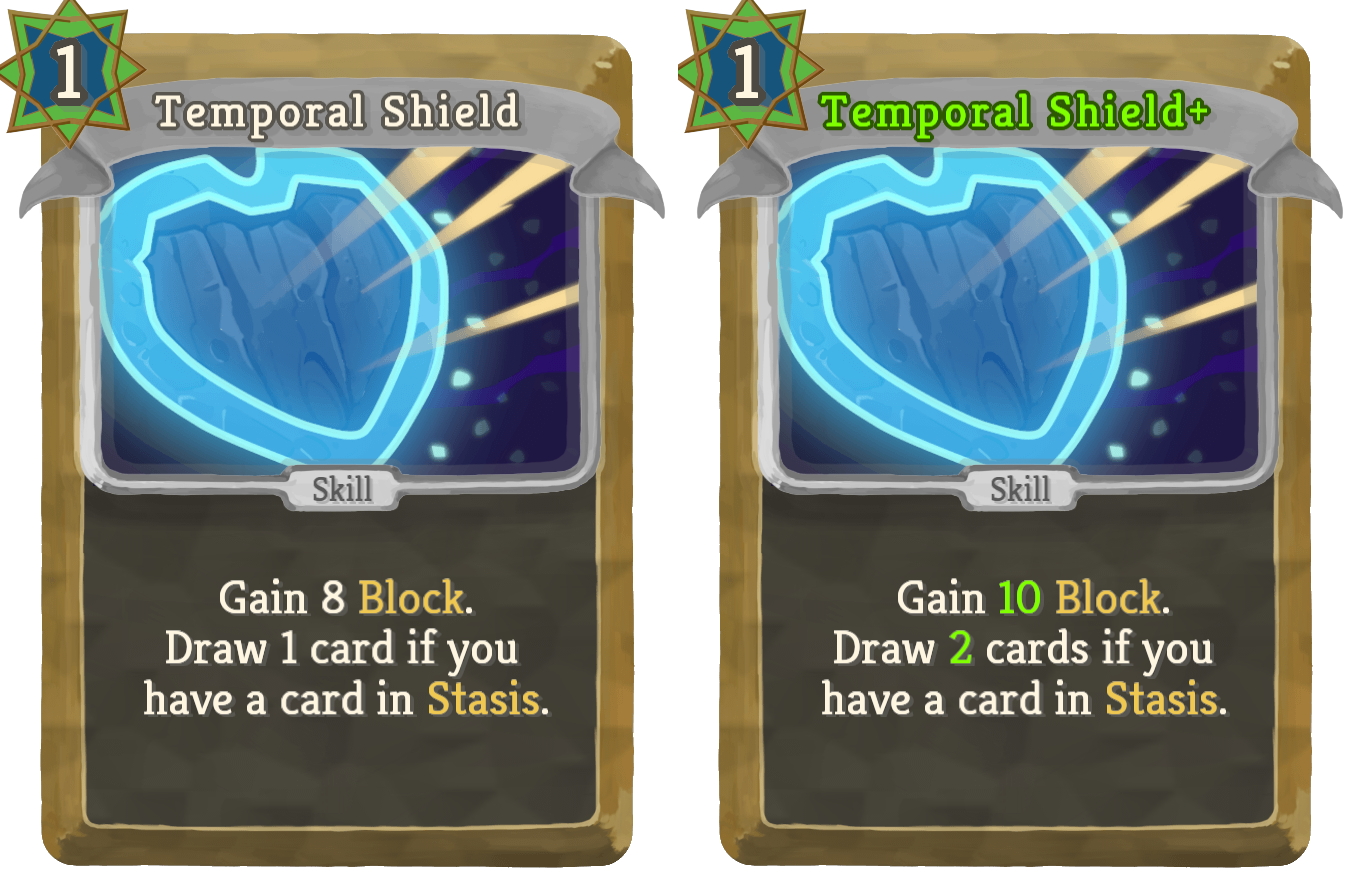 1
Temporal Shield
Skill
Gain 8 Block.
Draw 1 card if you
have a card in Stasis.
1
Temporal Shield+
Skill
Gain 10 Block.
Draw 2 cards if you
have a card in Stasis.